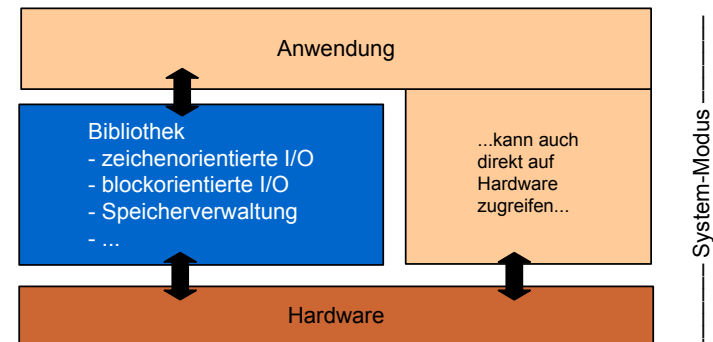 Anwendung
Bibliothek
- zeichenorientierte I/O
- blockorientierte I/O
- Speicherverwaltung
- ...
...kann auch
direkt auf
Hardware
zugreifen...
Hardware
System-Modus